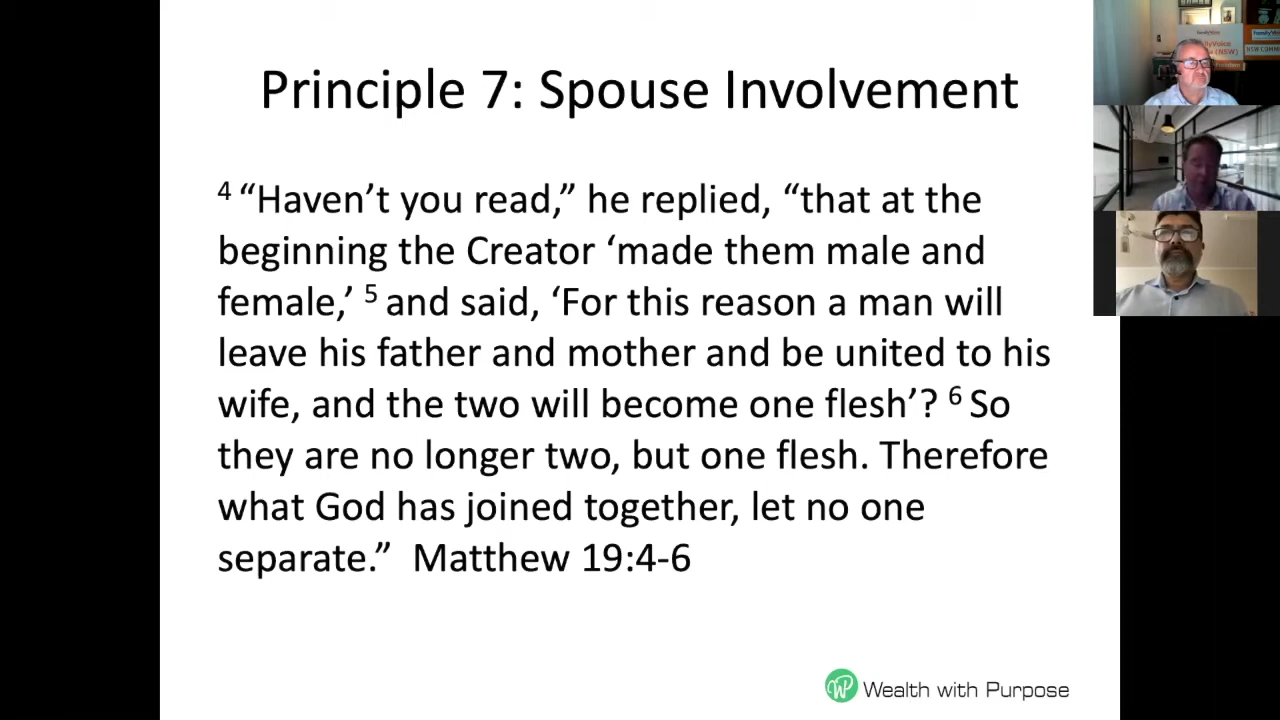 Principle 7: Spouse Involvement
4 “Haven’t you read,” he replied, “that at the
beginning the Creator ‘made them male and
female,’ 5 and said, ‘For this reason a man will
leave his father and mother and be united to his
wife, and the two will become one flesh’? 6 So
they are no longer two, but one flesh. Therefore
what God has joined together, let no one
separate.”  Matthew 19:4-6
Wealth with Purpose